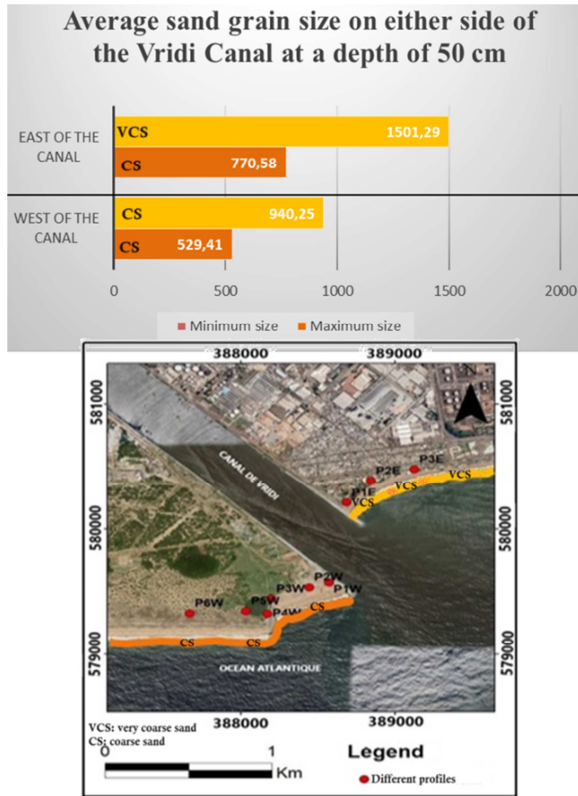 Average sand grain size on either side of
the Vridi Canal at a depth of 50 cm
EAST OF THE
CANAL
VCS 1501,29
CS 770,58
WEST OF THE
CANAL
CS 940,25
CS 529,41
0 500 1000 1500 2000
Minimum size Maximum size
388000 389000
581000 581000
CANAL DE VRIDI
P3E
P2E
VCS
VCS
P1E
VCS
580000 580000
P2W
P3W P1W
P6W P5W CS
P4W
CS CS
579000 579000
OCEAN ATLANTIQUE
388000 389000
VCS: very coarse sand
CS: coarse sand
0 1
Km
Legend
Different profiles